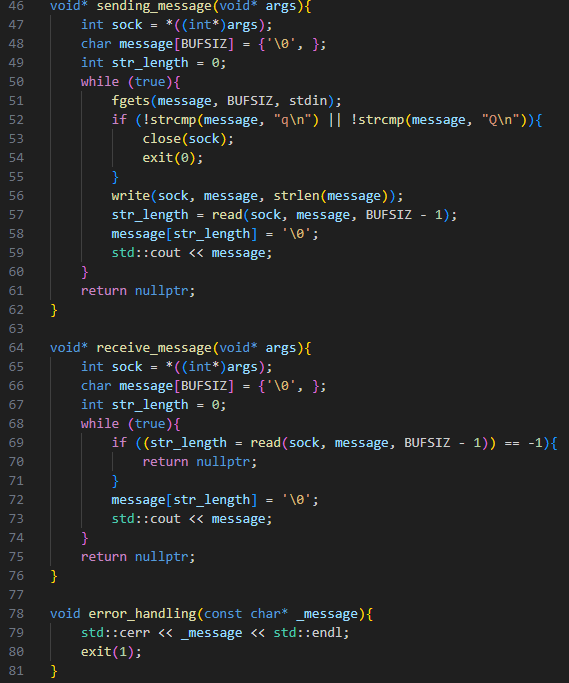 46 void* sending_message(void* args){
47     int sock = *((int*)args);
48     char message[BUFSIZ] = {'\0', };
49     int str_length = 0;
50     while (true){
51         fgets(message, BUFSIZ, stdin);
52         if (!strcmp(message, "q\n") || !strcmp(message, "Q\n")){
53             close(sock);
54             exit(0);
55         }
56         write(sock, message, strlen(message));
57         str_length = read(sock, message, BUFSIZ - 1);
58         message[str_length] = '\0';
59         std::cout << message;
60     }
61     return nullptr;
62 }
63
64 void* receive_message(void* args){
65     int sock = *((int*)args);
66     char message[BUFSIZ] = {'\0', };
67     int str_length = 0;
68     while (true){
69         if ((str_length = read(sock, message, BUFSIZ - 1)) == -1){
70             return nullptr;
71         }
72         message[str_length] = '\0';
73         std::cout << message;
74     }
75     return nullptr;
76 }
77
78 void error_handling(const char* _message){
79     std::cerr << _message << std::endl;
80     exit(1);
81 }